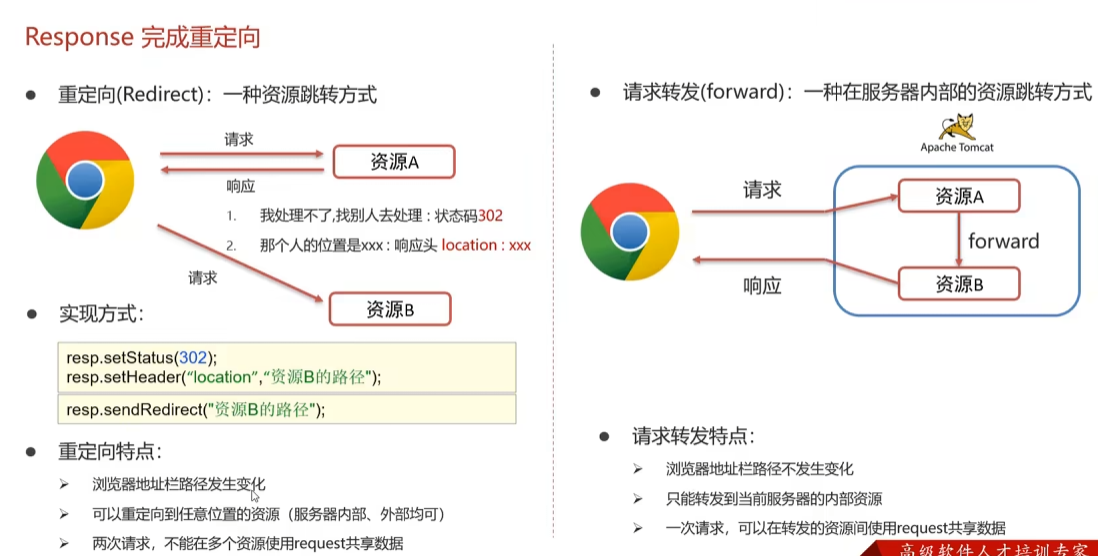 Response 完成重定向
重定向(Redirect)：一种资源跳转方式
请求
资源A
响应
1. 我处理不了,找别人去处理 : 状态码302
2. 那个人的位置是xxx : 响应头 location : xxx
请求
资源B
实现方式：
resp.setStatus(302);
resp.setHeader(“location”,“资源B的路径");
resp.sendRedirect("资源B的路径");
重定向特点：
浏览器地址栏路径发生变化
可以重定向到任意位置的资源（服务器内部、外部均可）
两次请求，不能在多个资源使用request共享数据
请求转发(forward)：一种在服务器内部的资源跳转方式
Apache Tomcat
请求
资源A
forward
资源B
响应
请求转发特点：
浏览器地址栏路径不发生变化
只能转发到当前服务器的内部资源
一次请求，可以在转发的资源间使用request共享数据
高级软件人才培训专家